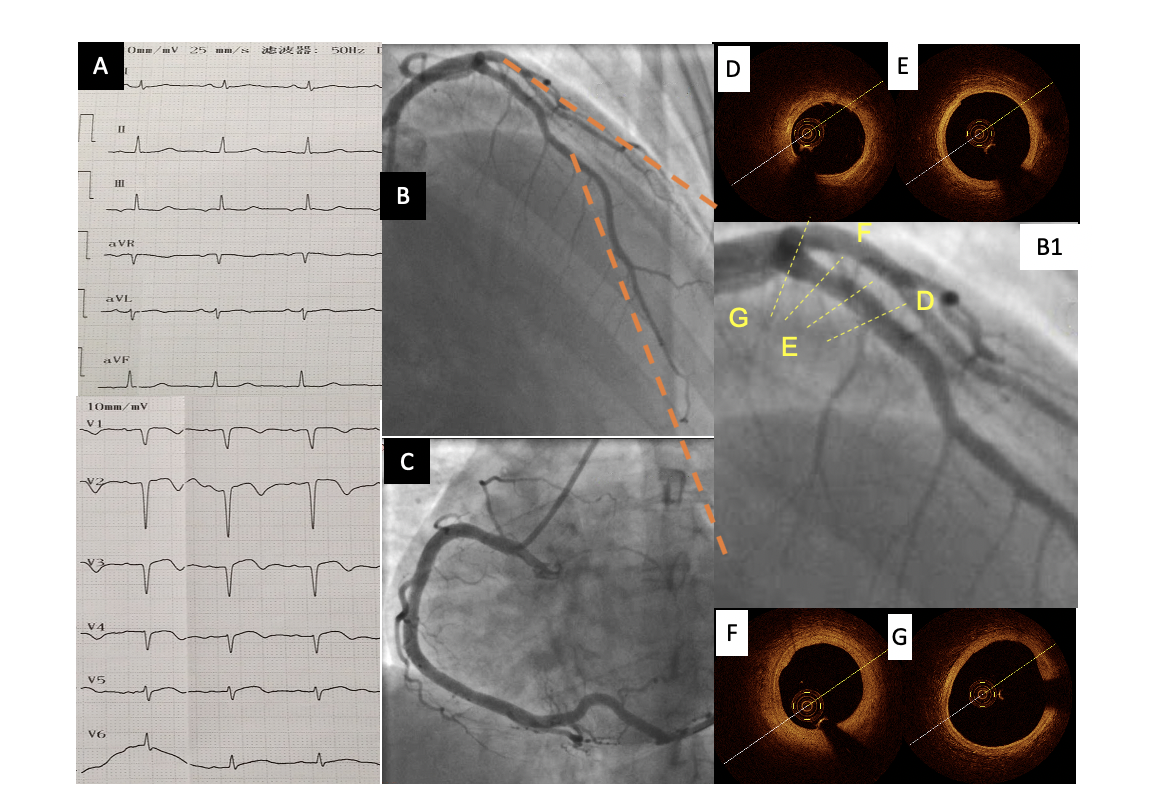 A
0mm/mV 25 mm/s 滤波器: 50Hz
I
II
III
aVR
aVL
aVF
10mm/mV
V1
V2
V3
V4
V5
V6
B
C
D
E
B1
F
D
G
E
F
G